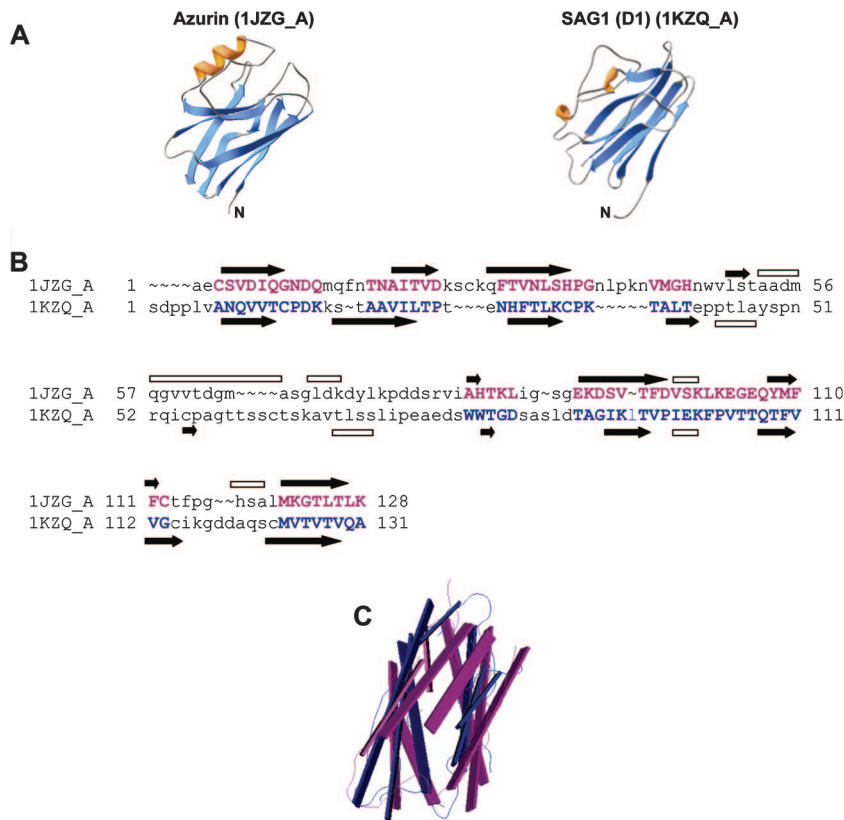 Azurin (1JZG_A) SAG1 (D1) (1KZQ_A)
A
N N
B
1JZG_A 1 ~~~~aeCSVDIQGNDQmqfnTNAITVDksckqFTVNLSHPGnlpknVMGHnwvlstaadm 56
1KZQ_A 1 sdpplvANQVVTCPDKks~tAAVILTPt~~~eNHFTLKCPK~~~~~TALTepptlayspn 51
1JZG_A 57 qgvvtdgm~~~~asgldkdylkpddsrviAHTKLig~sgEKDSV~TFDVSKLKEGEQYMF 110
1KZQ_A 52 rqicpagttssctskavtlsslipeaedsWWTGDsasldTAGIKlTVPIEKFPVTTQTFV 111
1JZG_A 111 FCtfpg~~hsalMKGTLTLK 128
1KZQ_A 112 VGcikgddaqscMVTVTVQA 131
C